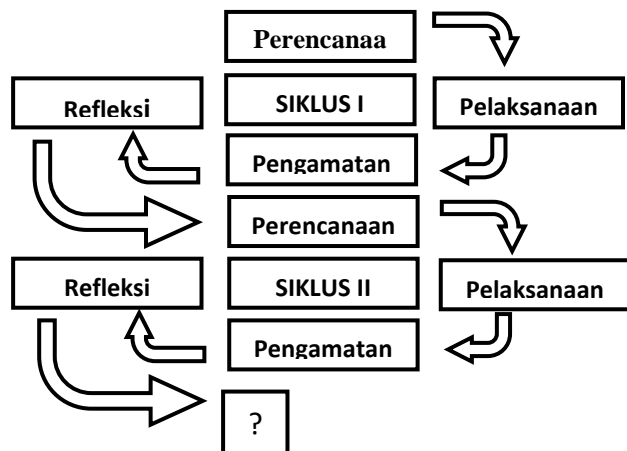 Perencanaa
Refleksi
SIKLUS I
Pelaksanaan
Pengamatan
Perencanaan
Refleksi
SIKLUS II
Pelaksanaan
Pengamatan
?